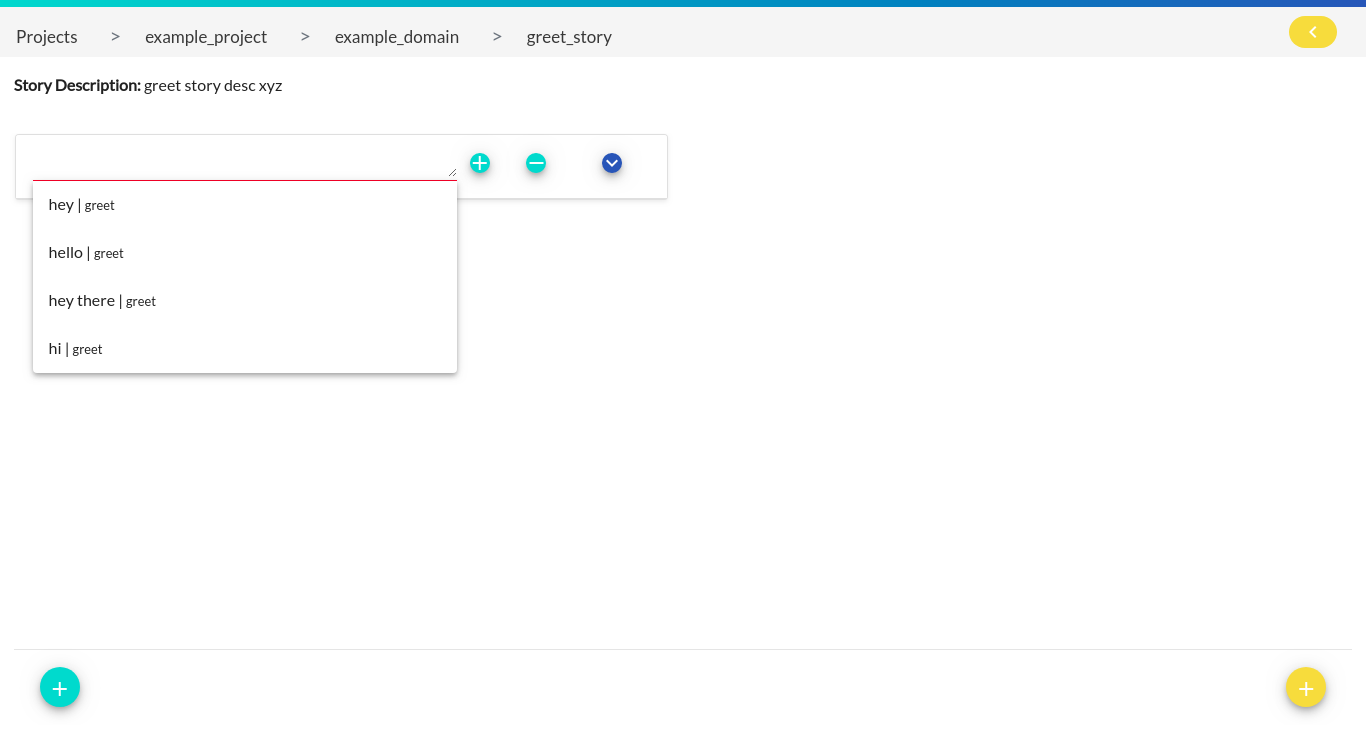 Projects > example_project > example_domain > greet_story
Story Description: greet story desc xyz
hey | greet
hello | greet
hey there | greet
hi | greet